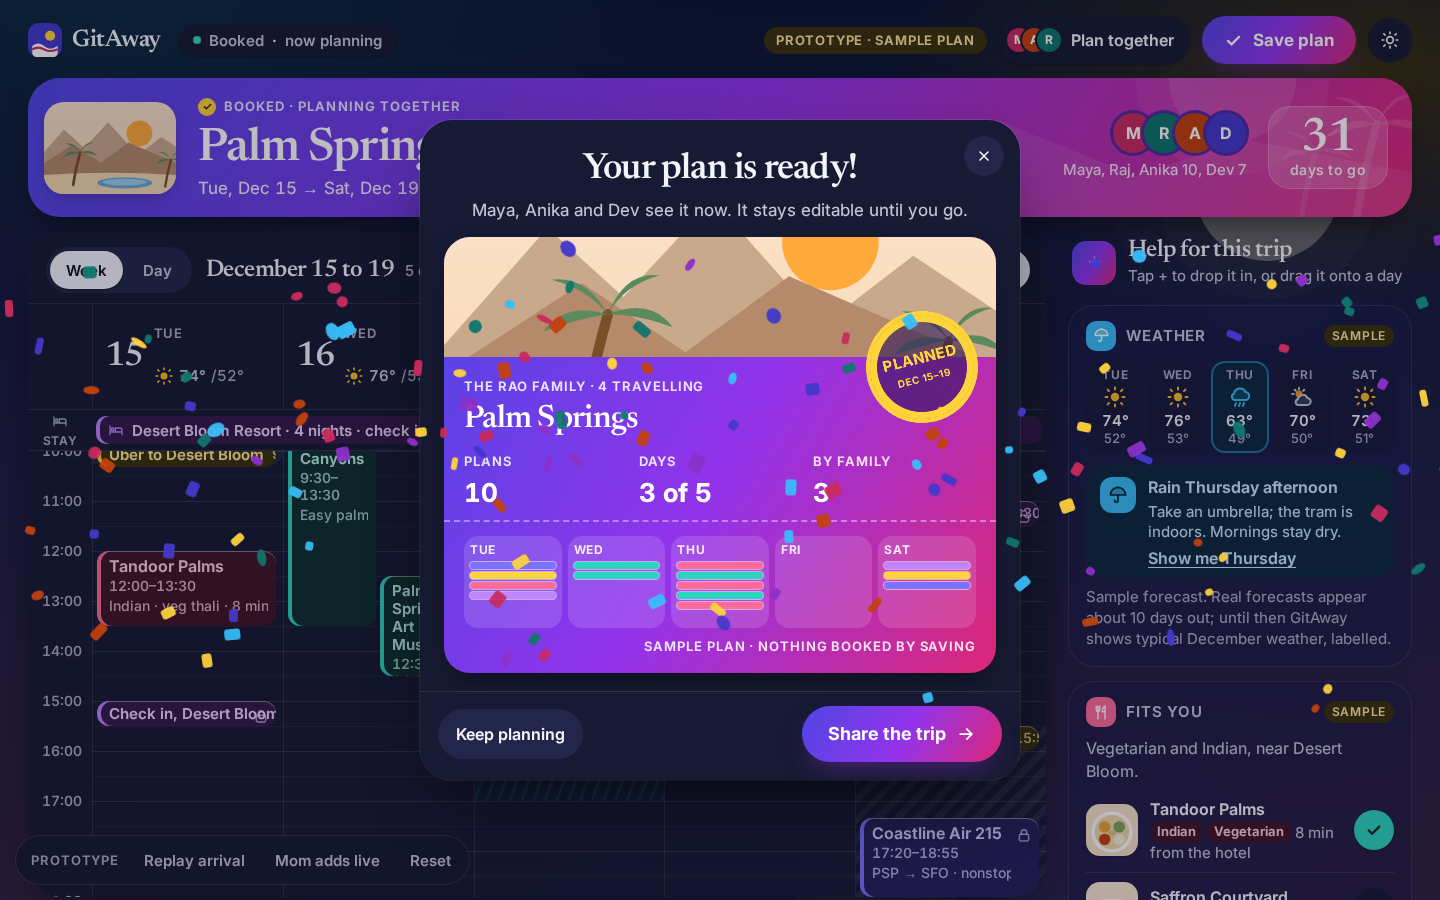 GitAway
Booked · now planning
PROTOTYPE · SAMPLE PLAN
A R
Plan together
Save plan
BOOKED · PLANNING TOGETHER
Palm Spring
Tue, Dec 15 → Sat, Dec 19
M R A D
Maya, Raj, Anika 10, Dev 7
31
days to go
Week
Day
December 15 to 19
Help for this trip
Tap + to drop it in, or drag it onto a day
15 TUE
74° /52°
16 WED
76°
STAY
Desert Bloom Resort · 4 nights · check i
10:00
11:00
12:00
13:00
14:00
15:00
16:00
17:00
Uber to Desert Bloom
Canyons
9:30–
13:30
Easy palm
Tandoor Palms
12:00–13:30
Indian · veg thali · 8 min
Palm
Art
Check in, Desert Bloom
Coastline Air 215
17:20–18:55
PSP → SFO · nonstop
Your plan is ready!
Maya, Anika and Dev see it now. It stays editable until you go.
PLANNED
DEC 15–19
THE RAO FAMILY · 4 TRAVELLING
Palm Springs
PLANS
10
DAYS
3 of 5
BY FAMILY
3
TUE
WED
THU
FRI
SAT
SAMPLE PLAN · NOTHING BOOKED BY SAVING
Keep planning
Share the trip →
WEATHER
SAMPLE
TUE WED THU FRI SAT
74° 76° 63° 70° 73°
52° 53° 49° 50° 51°
Rain Thursday afternoon
Take an umbrella; the tram is
indoors. Mornings stay dry.
Show me Thursday
Sample forecast. Real forecasts appear
about 10 days out; until then GitAway
shows typical December weather, labelled.
FITS YOU
SAMPLE
Vegetarian and Indian, near Desert
Bloom.
Tandoor Palms
Indian Vegetarian 8 min
from the hotel
Saffron Courtyard
PROTOTYPE
Replay arrival
Mom adds live
Reset